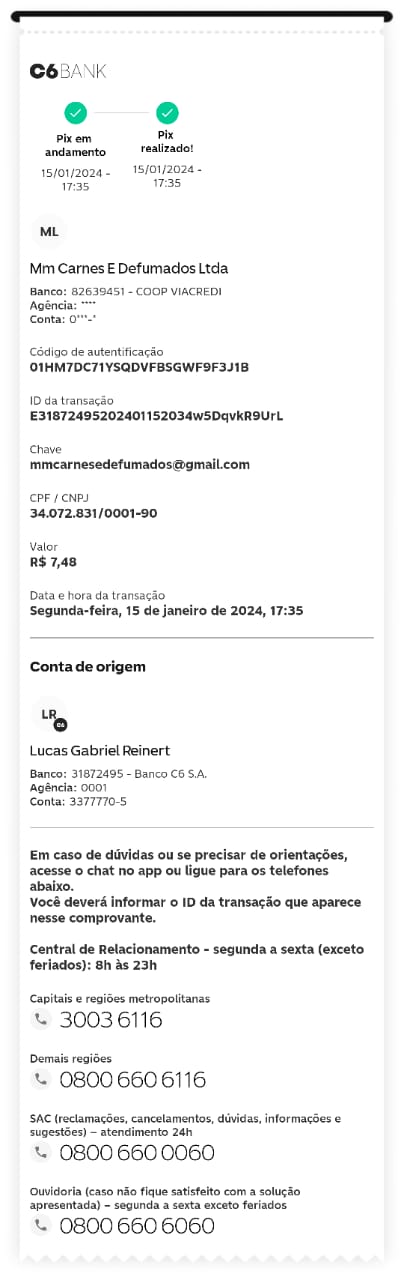 C6BANK
Pix em
andamento
15/01/2024 -
17:35
Pix
realizado!
15/01/2024 -
17:35
ML
Mm Carnes E Defumados Ltda
Banco: 82639451 - COOP VIACREDI
Agência: ****
Conta: 0***-*
Código de autentificação
01HM7DC71YSQDVFBSGWF9F3J1B
ID da transação
E31872495202401152034w5DqvkR9UrL
Chave
mmcarnesedefumados@gmail.com
CPF / CNPJ
34.072.831/0001-90
Valor
R$ 7,48
Data e hora da transação
Segunda-feira, 15 de janeiro de 2024, 17:35
Conta de origem
LR
C6
Lucas Gabriel Reinert
Banco: 31872495 - Banco C6 S.A.
Agência: 0001
Conta: 3377770-5
Em caso de dúvidas ou se precisar de orientações,
acesse o chat no app ou ligue para os telefones
abaixo.
Você deverá informar o ID da transação que aparece
nesse comprovante.
Central de Relacionamento - segunda a sexta (exceto
feriados): 8h às 23h
Capitais e regiões metropolitanas
3003 6116
Demais regiões
0800 660 6116
SAC (reclamações, cancelamentos, dúvidas, informações e
sugestões) – atendimento 24h
0800 660 0060
Ouvidoria (caso não fique satisfeito com a solução
apresentada) – segunda a sexta exceto feriados
0800 660 6060